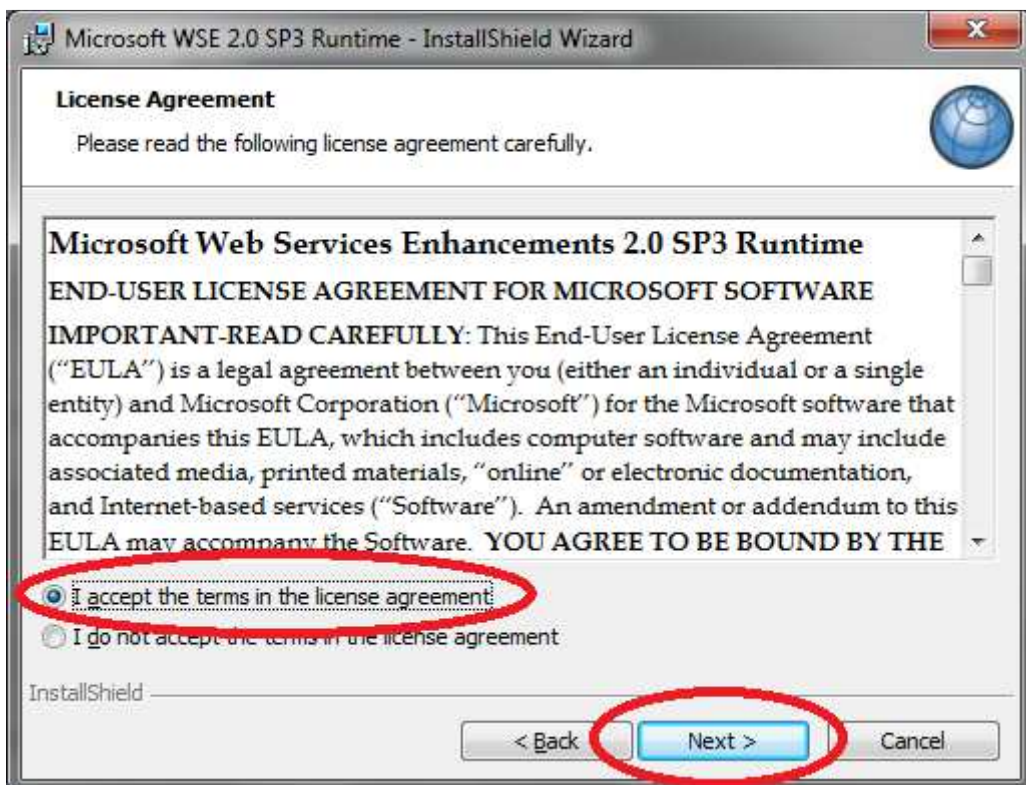 Microsoft WSE 2.0 SP3 Runtime - InstallShield Wizard
License Agreement
Please read the following license agreement carefully.
Microsoft Web Services Enhancements 2.0 SP3 Runtime
END-USER LICENSE AGREEMENT FOR MICROSOFT SOFTWARE
IMPORTANT-READ CAREFULLY: This End-User License Agreement
(“EULA”) is a legal agreement between you (either an individual or a single
entity) and Microsoft Corporation (“Microsoft”) for the Microsoft software that
accompanies this EULA, which includes computer software and may include
associated media, printed materials, “online” or electronic documentation,
and Internet-based services (“Software”).  An amendment or addendum to this
EULA may accompany the Software.  YOU AGREE TO BE BOUND BY THE
I accept the terms in the license agreement
I do not accept the terms in the license agreement
InstallShield
< Back
Next >
Cancel